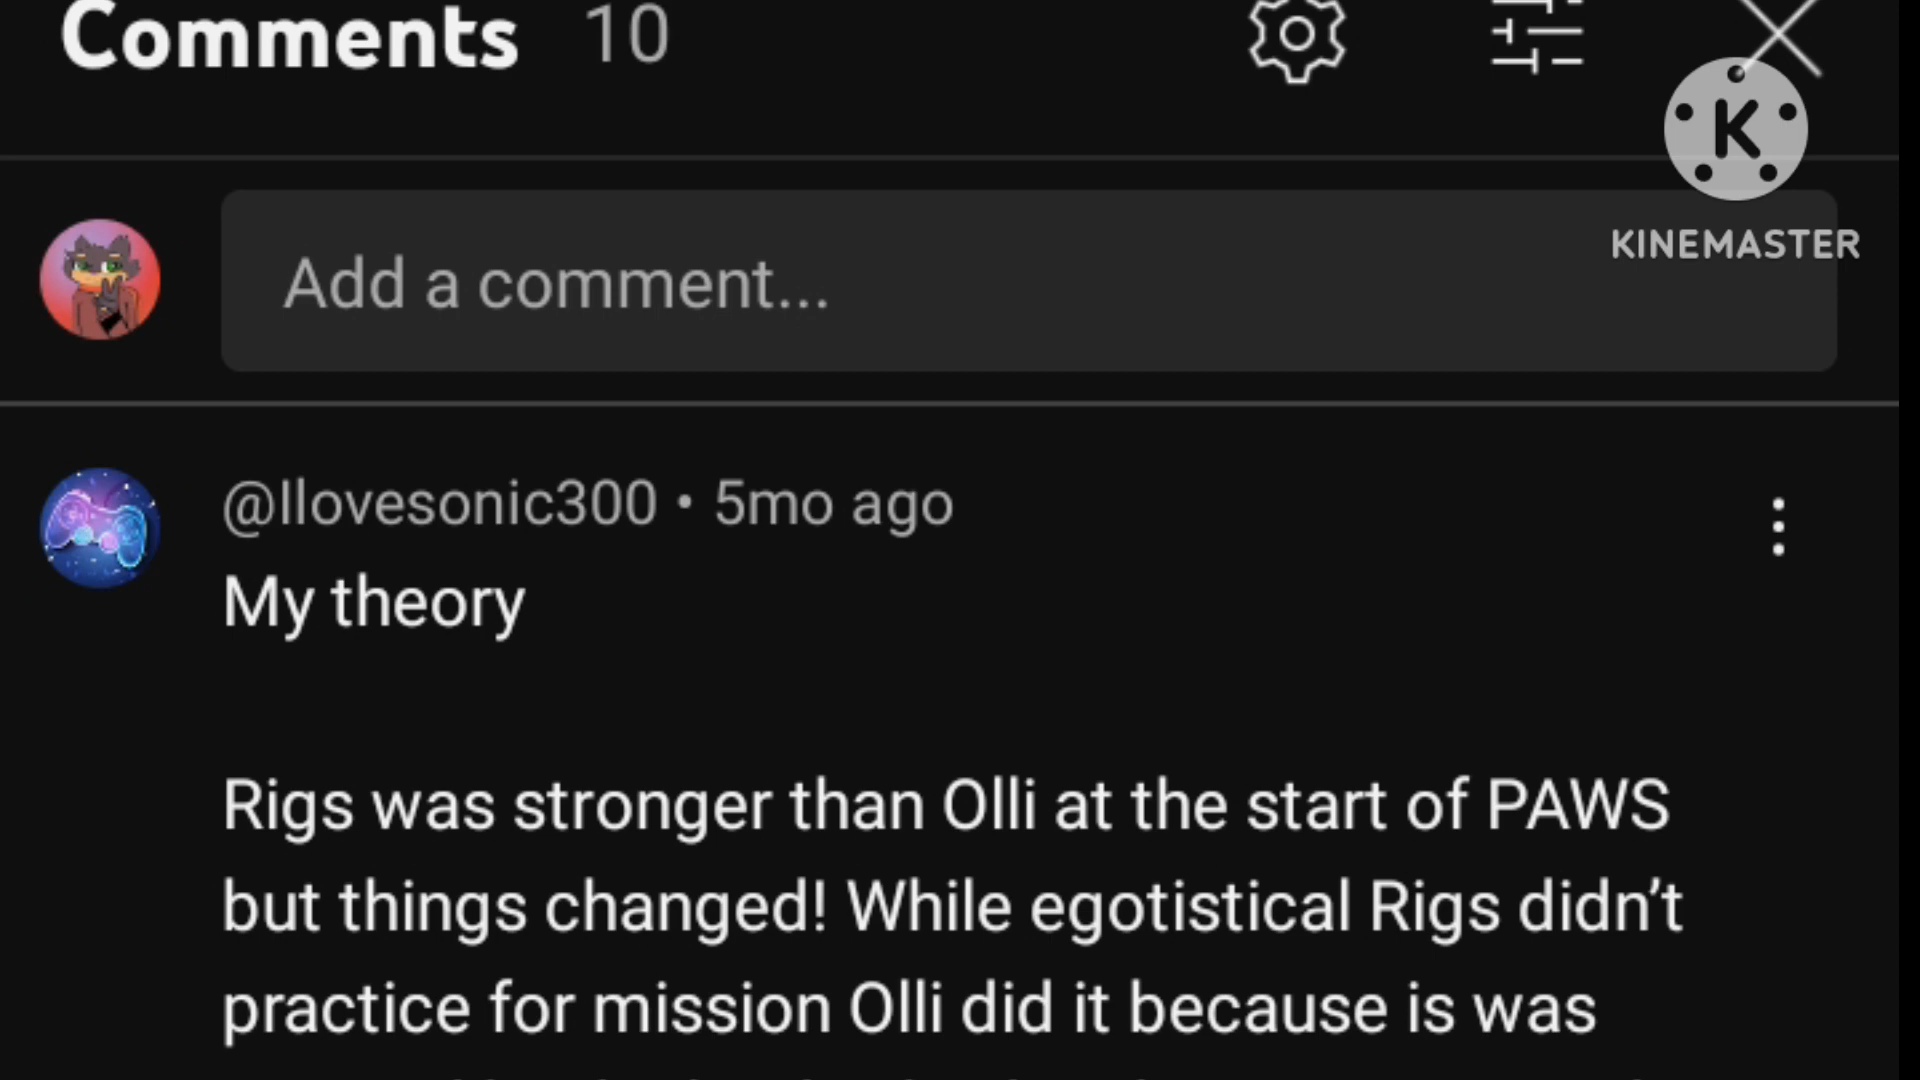 Comments 10
K
KINEMASTER
Add a comment...
@Ilovesonic300 • 5mo ago
My theory
Rigs was stronger than Olli at the start of PAWS
but things changed! While egotistical Rigs didn’t
practice for mission Olli did it because is was